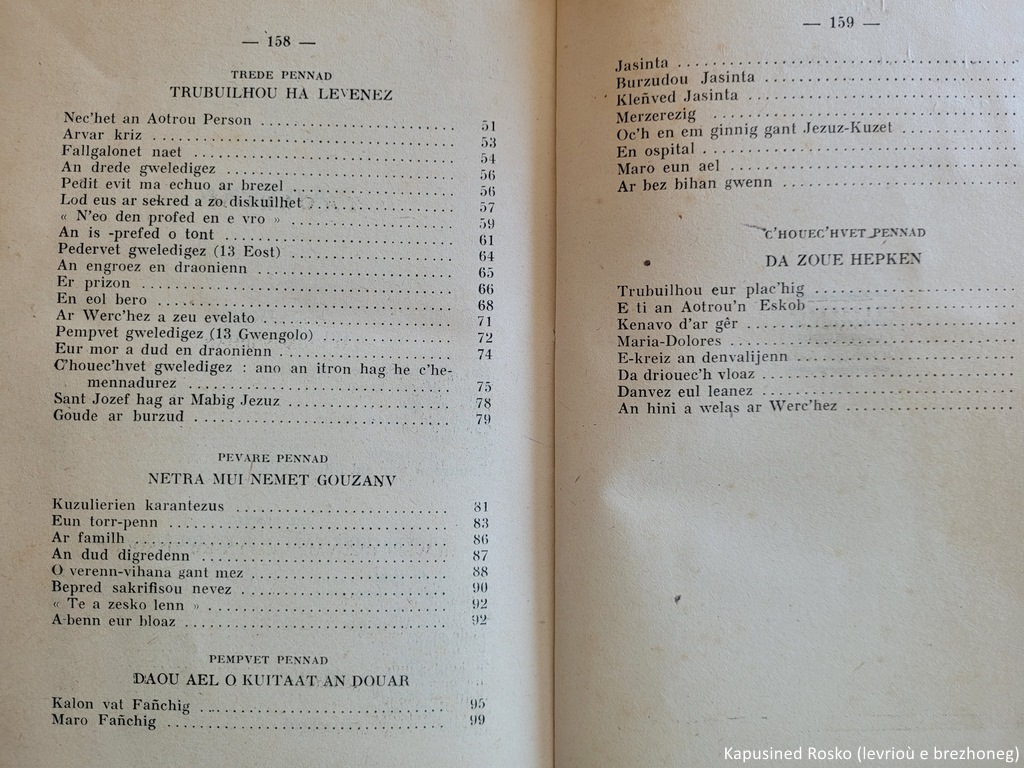 — 158 —
TREDE PENNAD
TRUBUILHOU HA LEVENEZ
Nec'het an Aotrou Person .......... 51
Arvar kriz .......... 53
Fallgalonet naet .......... 54
An drede gweledigez .......... 56
Pedit evit ma echuo ar brezel .......... 56
Lod eus ar sekred a zo diskuilhet .......... 57
« N'eo den profed en e vro » .......... 59
An is -prefed o tont .......... 61
Pedervet gweledigez (13 Eost) .......... 64
An engroez en draonienn .......... 65
Er prizon .......... 66
En eol bero .......... 68
Ar Werc'hez a zeu evelato .......... 71
Pempvet gweledigez (13 Gwengolo) .......... 72
Eur mor a dud en draonienn .......... 74
C'houec'hvet gweledigez : ano an itron hag he c'he-
mennadurez .......... 75
Sant Jozef hag ar Mabig Jezuz .......... 78
Goude ar burzud .......... 79
PEVARE PENNAD
NETRA MUI NEMET GOUZANV
Kuzulierien karantezus .......... 81
Eun torr-penn .......... 83
Ar familh .......... 86
An dud digredenn .......... 87
O verenn-vihana gant mez .......... 88
Bepred sakrifisou nevez .......... 90
« Te a zesko lenn » .......... 92
A-benn eur bloaz .......... 92
PEMPVET PENNAD
DAOU AEL O KUITAAT AN DOUAR
Kalon vat Fañchig .......... 95
Maro Fañchig .......... 99
— 159 —
Jasinta ..........
Burzudou Jasinta ..........
Kleñved Jasinta ..........
Merzerezig ..........
Oc'h en em ginnig gant Jezuz-Kuzet ..........
En ospital ..........
Maro eun ael ..........
Ar bez bihan gwenn ..........
C'HOUEC'HVET PENNAD
DA ZOUE HEPKEN
Trubuilhou eur plac'hig ..........
E ti an Aotrou'n Eskob ..........
Kenavo d'ar gêr ..........
Maria-Dolores ..........
E-kreiz an denvalijenn ..........
Da driouec'h vloaz ..........
Danvez eul leanez ..........
An hini a welas ar Werc'hez ..........
Kapusined Rosko (levrioù e brezhoneg)